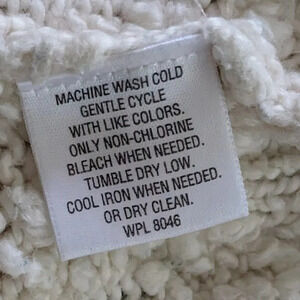 MACHINE WASH COLD
GENTLE CYCLE
WITH LIKE COLORS.
ONLY NON-CHLORINE
BLEACH WHEN NEEDED.
TUMBLE DRY LOW.
COOL IRON WHEN NEEDED.
OR DRY CLEAN.
WPL 8046